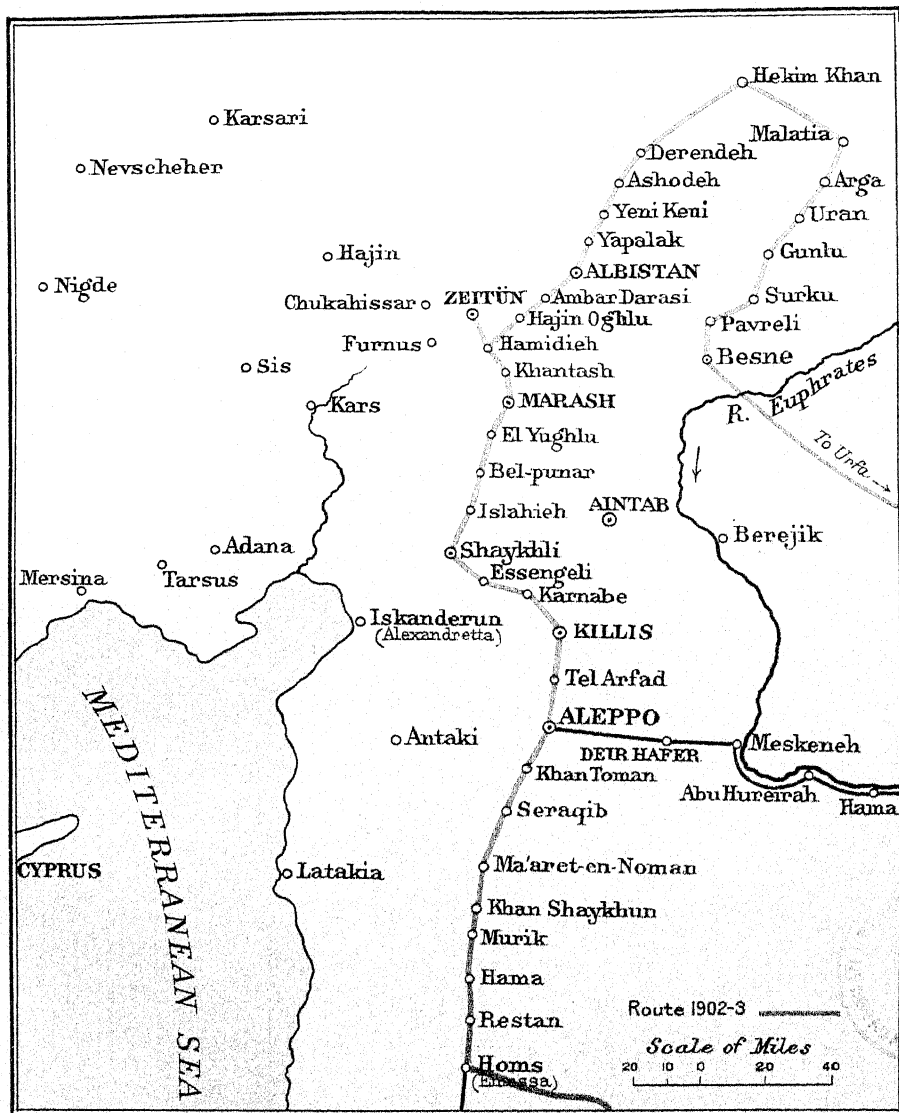 Hekim Khan
Karsari
Malatia
Nevscheher
Derendeh
Ashodeh
Arga
Yeni Keni
Uran
Yapalak
Hajin
Gunlu
ALBISTAN
Nigde
ZEITÜN
Ambar Darasi
Surku
Chukahissar
Hajin Oghlu
Pavreli
Furnus
Hamidieh
Besne
Sis
Khantash
R. Euphrates
Kars
MARASH
El Yughlu
To Urfa
Bel-punar
AINTAB
Islahieh
Berejik
Adana
Shaykhli
Tarsus
Essengeli
Mersina
Karnabe
Iskanderun
(Alexandretta)
KILLIS
Tel Arfad
MEDITERRANEAN SEA
ALEPPO
Antaki
DEIR HAFER
Meskeneh
Khan Toman
Abu Hureirah
Hama
Seraqib
CYPRUS
Latakia
Ma'aret-en-Noman
Khan Shaykhun
Murik
Hama
Route 1902-3
Restan
Scale of Miles
Homs
20 10 0 20 40